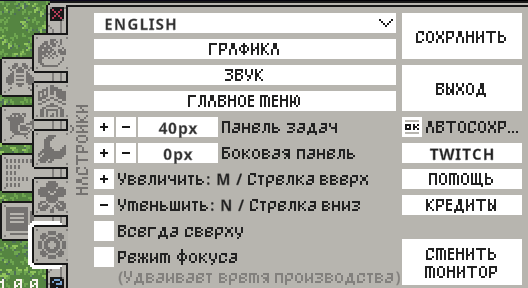 ENGLISH
СОХРАНИТЬ
ГРАФИКА
ЗВУК
ВЫХОД
ГЛАВНОЕ МЕНЮ
НАСТРОЙКИ
+ - 40px Панель задач
ОК АВТОСОХР...
+ - 0px Боковая панель
TWITCH
+ Увеличить: M / Стрелка вверх
ПОМОЩЬ
- Уменьшить: N / Стрелка вниз
КРЕДИТЫ
Всегда сверху
Режим фокуса
(Удваивает время производства)
СМЕНИТЬ
МОНИТОР